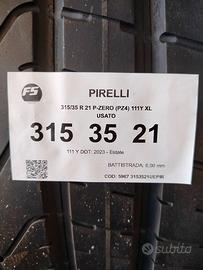 FS
PIRELLI
315/35 R 21 P-ZERO (PZ4) 111Y XL
USATO
315 35 21
111 Y DOT: 2023 - Estate
BATTISTRADA: 6,00 mm
COD: 5967 3153521UEPIR
subito